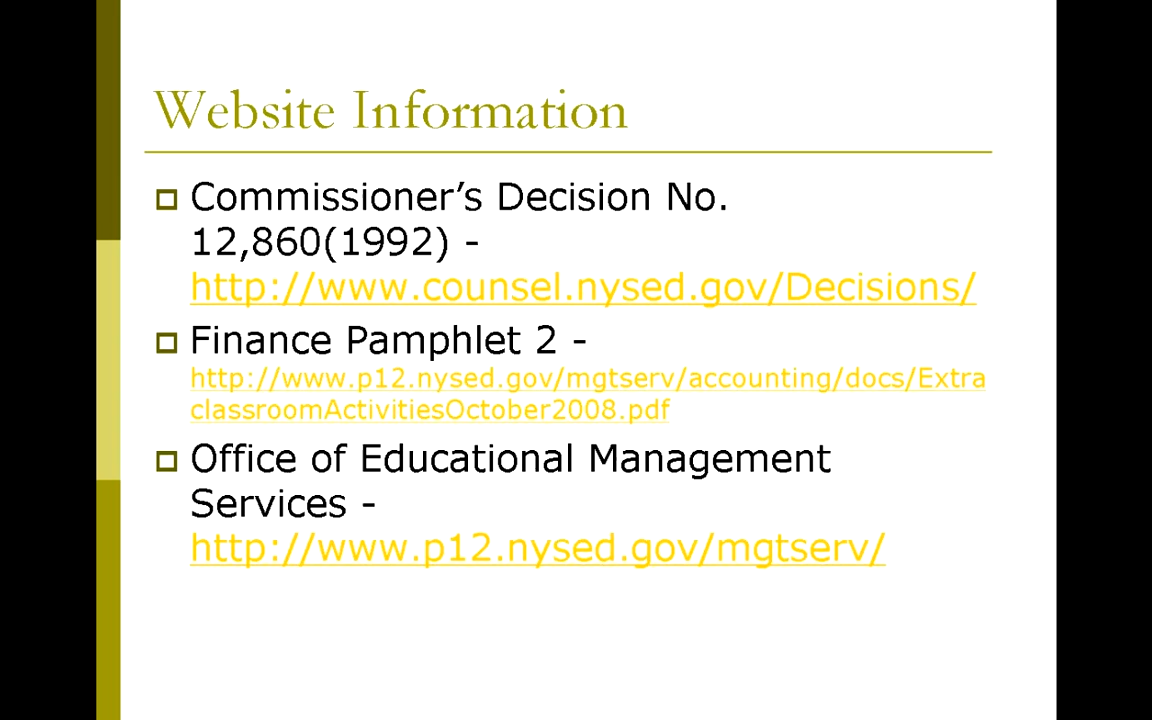 Website Information
Commissioner’s Decision No.
12,860(1992) -
http://www.counsel.nysed.gov/Decisions/
Finance Pamphlet 2 -
http://www.p12.nysed.gov/mgtserv/accounting/docs/Extra
classroomActivitiesOctober2008.pdf
Office of Educational Management
Services -
http://www.p12.nysed.gov/mgtserv/